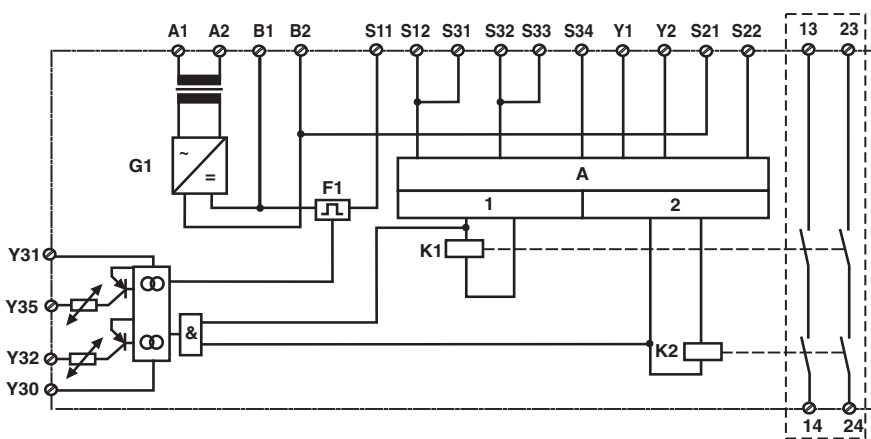 A1 A2 B1 B2 S11 S12 S31 S32 S33 S34 Y1 Y2 S21 S22 13 23
G1
~
=
F1
A
1 2
K1
Y31
Y35
&
Y32
K2
Y30
14 24